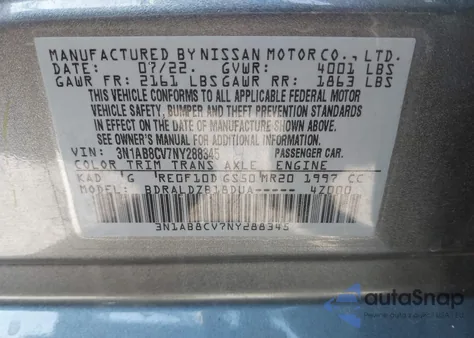 MANUFACTURED BY NISSAN MOTOR CO., LTD.
DATE: 07/22. GVWR: 4001 LBS
GAWR FR: 2161 LBS GAWR RR: 1863 LBS
THIS VEHICLE CONFORMS TO ALL APPLICABLE FEDERAL MOTOR
VEHICLE SAFETY, BUMPER AND THEFT PREVENTION STANDARDS
IN EFFECT ON THE DATE OF MANUFACTURE SHOWN ABOVE.
SEE OWNER'S MANUAL FOR ADDITIONAL INFORMATION.
VIN: 3N1AB8CV7NY288345 PASSENGER CAR.
COLOR TRIM TRANS AXLE ENGINE
KAD G RE0F10D GS50 MR20 1997 CC
BDRALDZB18DUA----- 47000
3N1AB8CV7NY288345
autoSnap